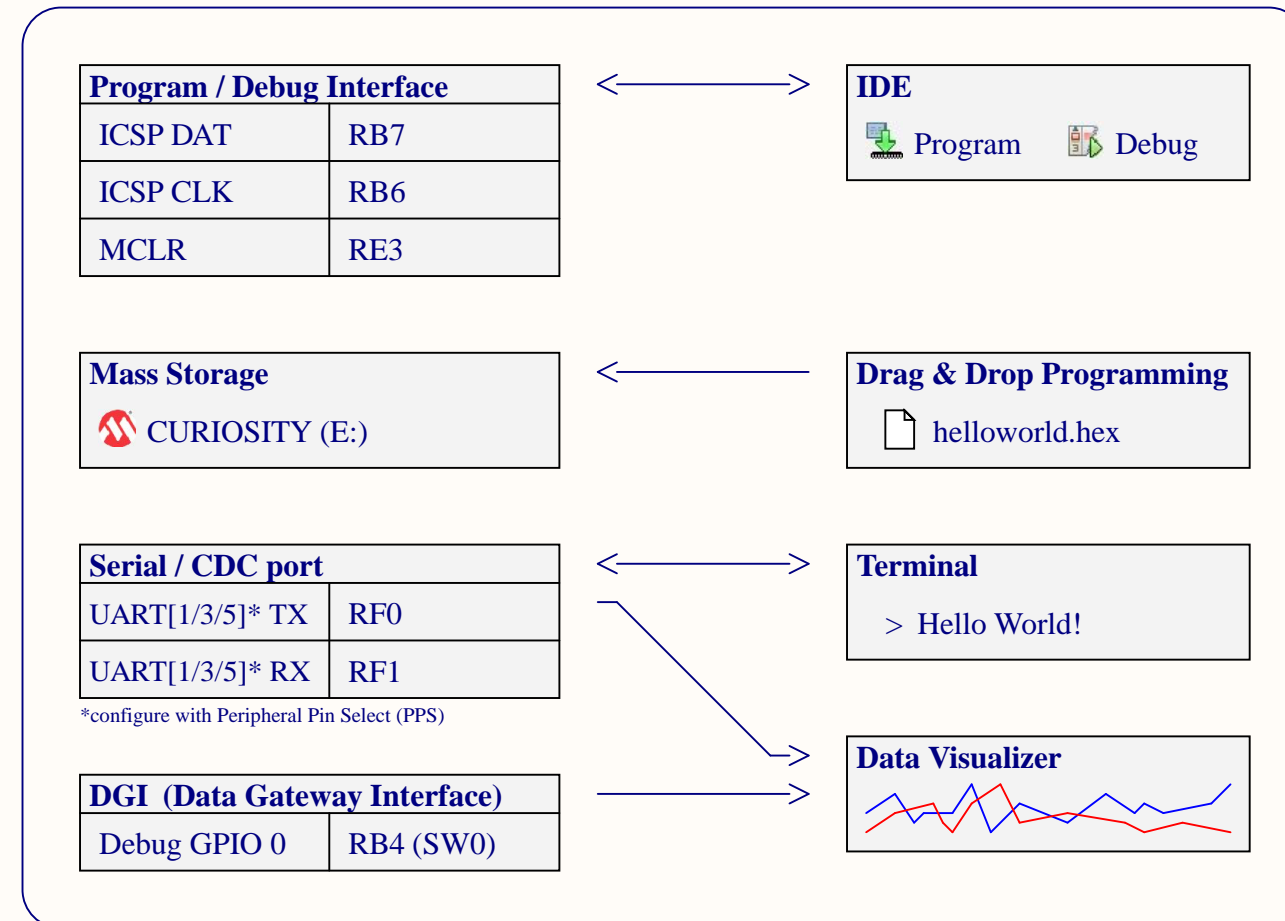 Program / Debug Interface
ICSP DAT RB7
ICSP CLK RB6
MCLR RE3
IDE
Program Debug
Mass Storage
CURIOSITY (E:)
Drag & Drop Programming
helloworld.hex
Serial / CDC port
UART[1/3/5]* TX RF0
UART[1/3/5]* RX RF1
*configure with Peripheral Pin Select (PPS)
Terminal
> Hello World!
DGI (Data Gateway Interface)
Debug GPIO 0 RB4 (SW0)
Data Visualizer